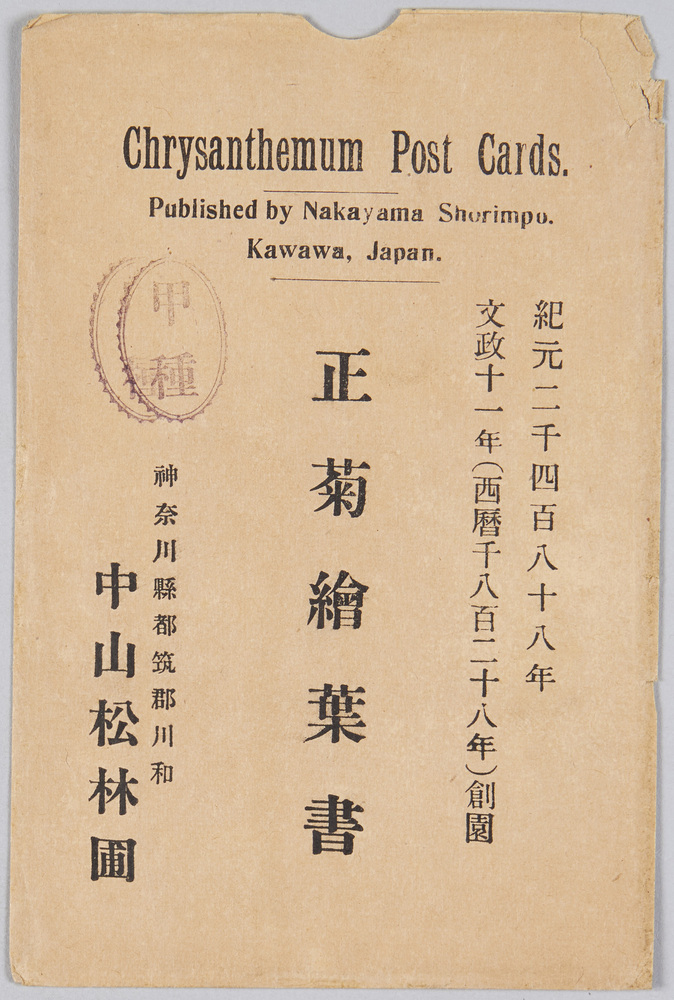 Chrysanthemum Post Cards.
Published by Nakayama Shorimpo.
Kawawa, Japan.
紀元二千四百八十八年
文政十一年(西曆千八百二十八年)創園
正菊繪葉書
甲種
神奈川縣都筑郡川和
中山松林圃